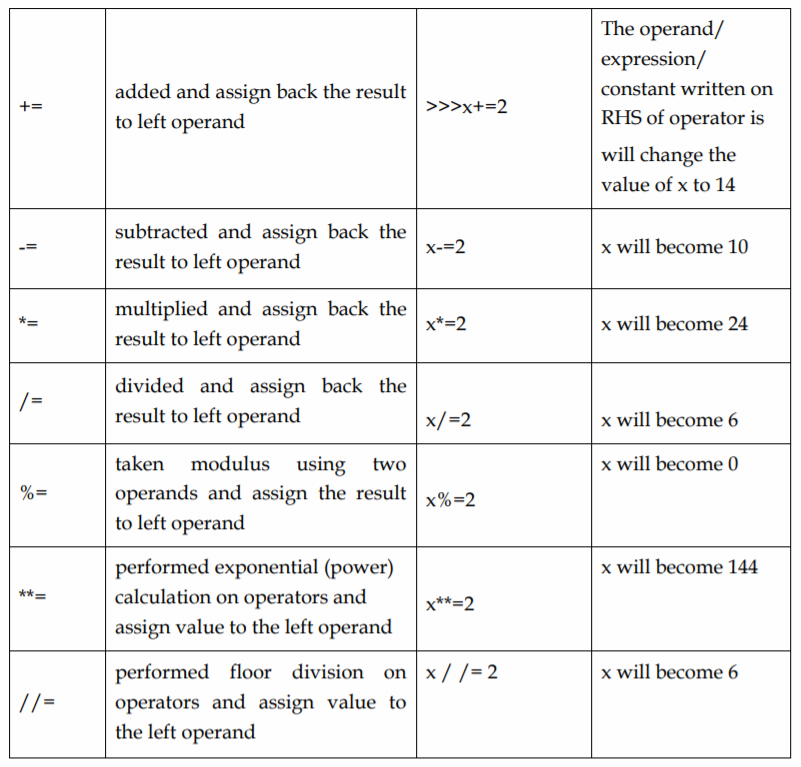 +=
added and assign back the result
to left operand
>>>x+=2
The operand/
expression/
constant written on
RHS of operator is
will change the
value of x to 14
-=
subtracted and assign back the
result to left operand
x-=2
x will become 10
*=
multiplied and assign back the
result to left operand
x*=2
x will become 24
/=
divided and assign back the
result to left operand
x/=2
x will become 6
%=
taken modulus using two
operands and assign the result
to left operand
x%=2
x will become 0
**=
performed exponential (power)
calculation on operators and
assign value to the left operand
x**=2
x will become 144
//=
performed floor division on
operators and assign value to
the left operand
x / /= 2
x will become 6